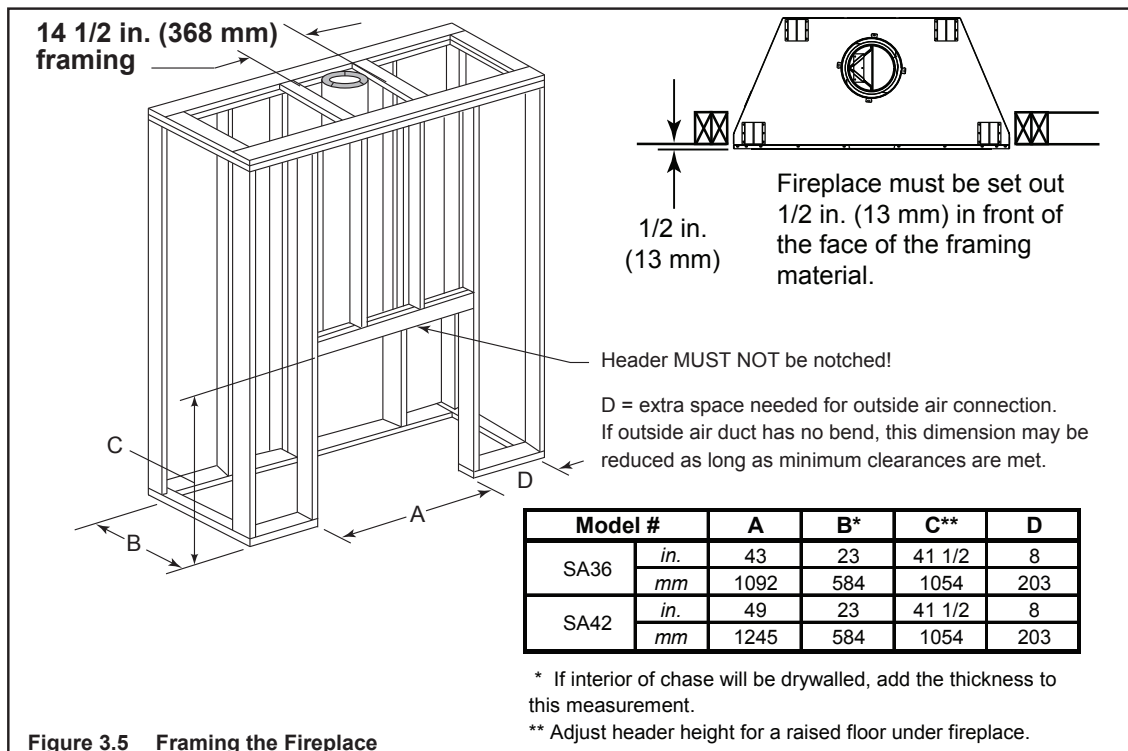 14 1/2 in. (368 mm)
framing
1/2 in.
(13 mm)
Fireplace must be set out
1/2 in. (13 mm) in front of
the face of the framing
material.
Header MUST NOT be notched!
D = extra space needed for outside air connection.
If outside air duct has no bend, this dimension may be
reduced as long as minimum clearances are met.
C
D
A
B
Model # A B* C** D
SA36 in. 43 23 41 1/2 8
mm 1092 584 1054 203
SA42 in. 49 23 41 1/2 8
mm 1245 584 1054 203
* If interior of chase will be drywalled, add the thickness to
this measurement.
** Adjust header height for a raised floor under fireplace.
Figure 3.5 Framing the Fireplace